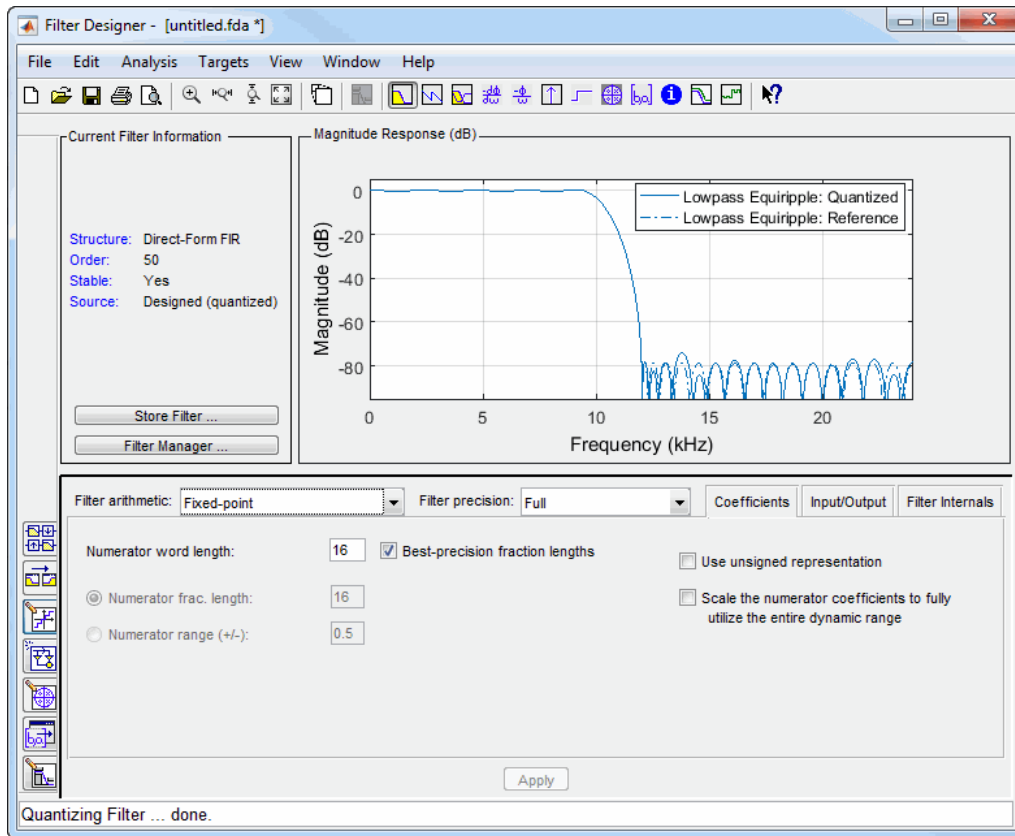 Filter Designer - [untitled.fda *]
File Edit Analysis Targets View Window Help
Current Filter Information
Structure: Direct-Form FIR
Order: 50
Stable: Yes
Source: Designed (quantized)
Store Filter ...
Filter Manager ...
Magnitude Response (dB)
Lowpass Equiripple: Quantized
Lowpass Equiripple: Reference
Magnitude (dB)
0
-20
-40
-60
-80
0 5 10 15 20
Frequency (kHz)
Filter arithmetic: Fixed-point Filter precision: Full Coefficients Input/Output Filter Internals
Numerator word length: 16 Best-precision fraction lengths
Numerator frac. length: 16
Numerator range (+/-): 0.5
Use unsigned representation
Scale the numerator coefficients to fully
utilize the entire dynamic range
Apply
Quantizing Filter ... done.